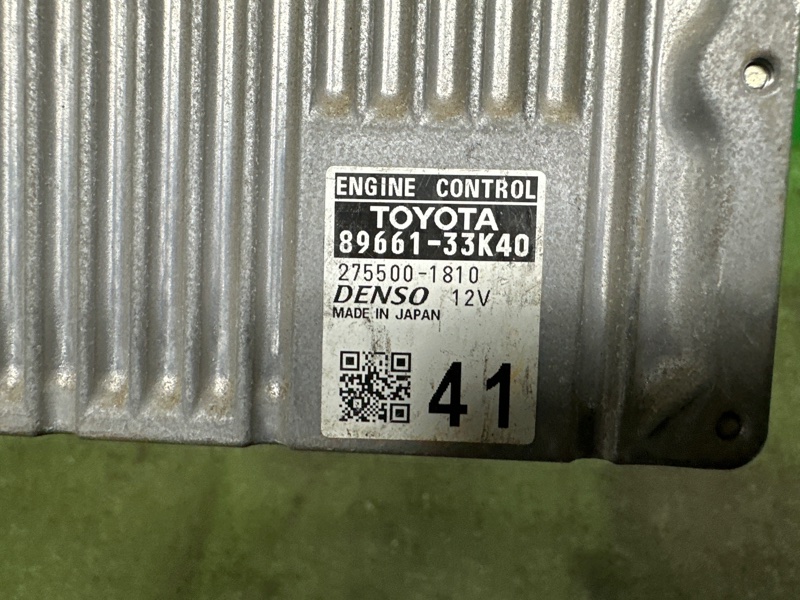 ENGINE CONTROL
TOYOTA
89661-33K40
275500-1810
DENSO 12V
MADE IN JAPAN
41